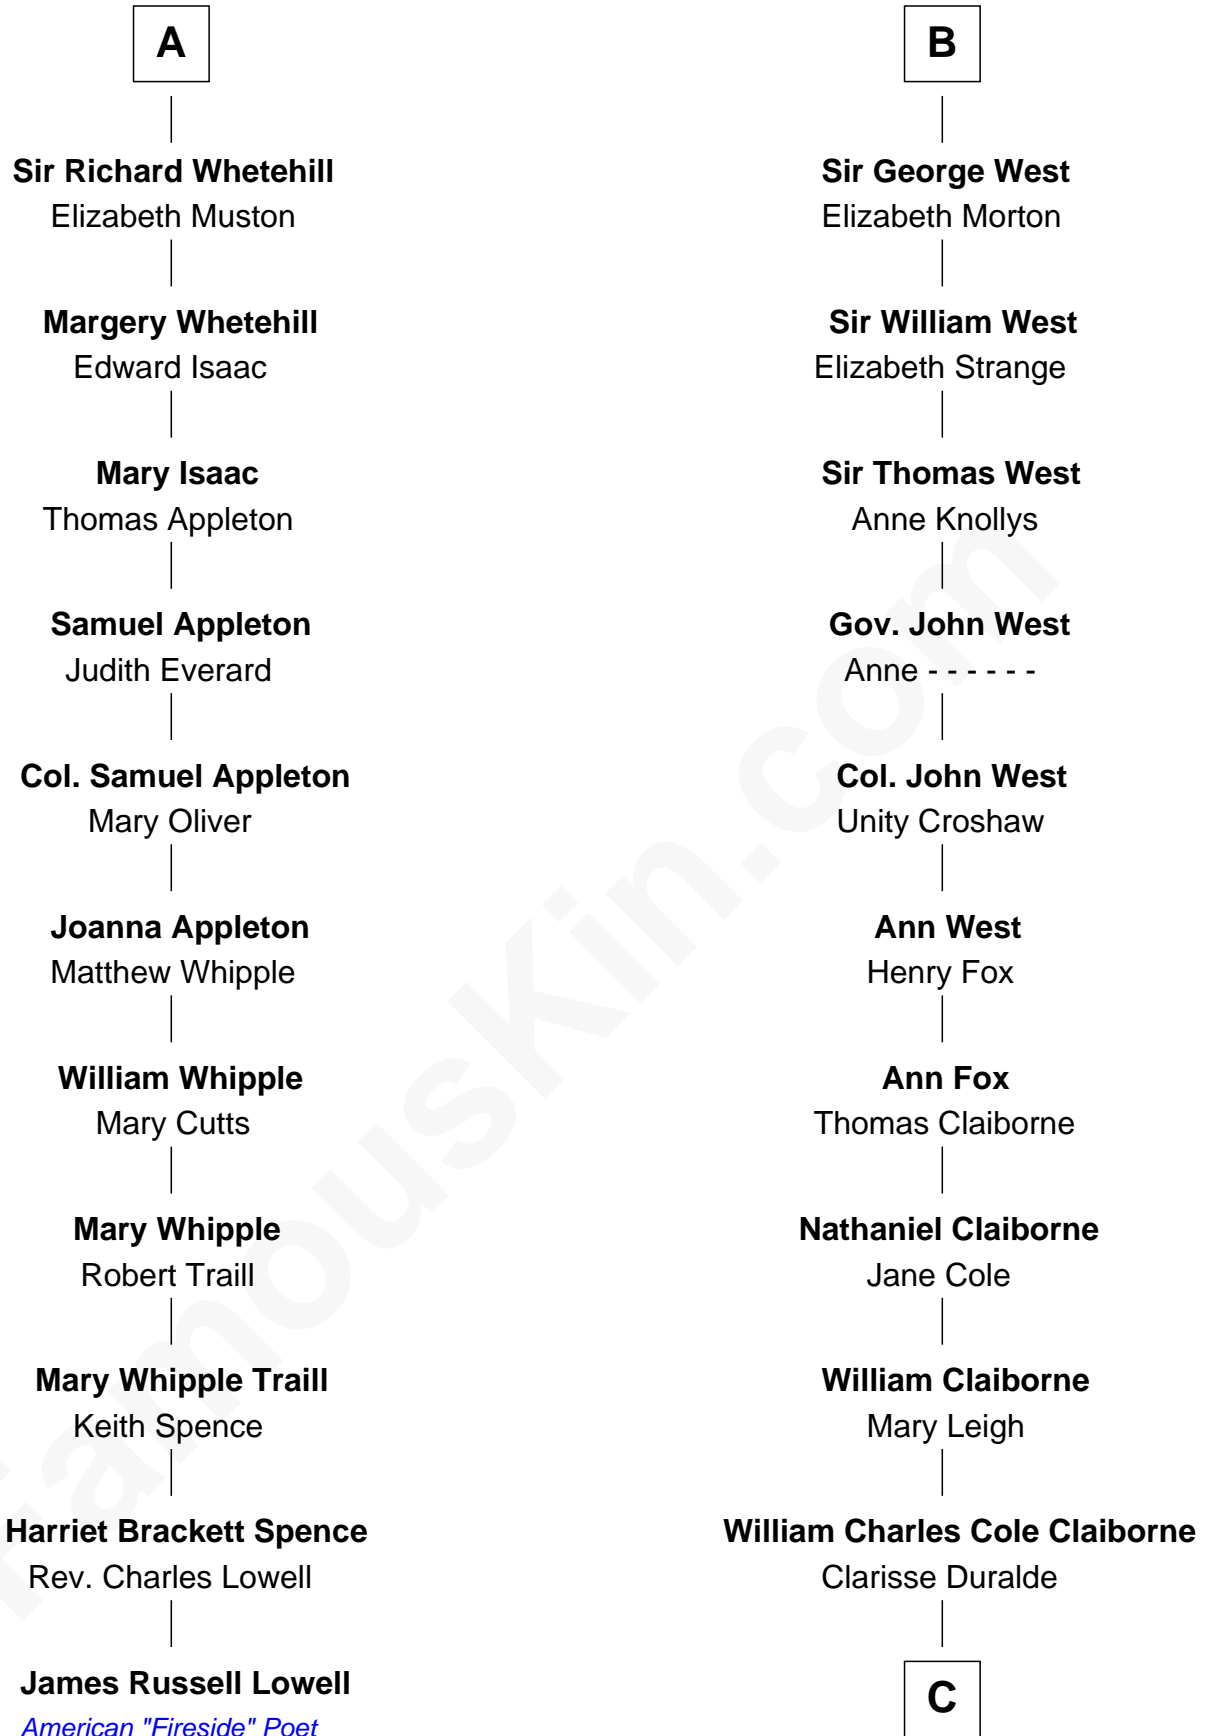 A
Sir Richard Whetehill
Elizabeth Muston
Margery Whetehill
Edward Isaac
Mary Isaac
Thomas Appleton
Samuel Appleton
Judith Everard
Col. Samuel Appleton
Mary Oliver
Joanna Appleton
Matthew Whipple
William Whipple
Mary Cutts
Mary Whipple
Robert Traill
Mary Whipple Traill
Keith Spence
Harriet Brackett Spence
Rev. Charles Lowell
James Russell Lowell
American "Fireside" Poet
B
Sir George West
Elizabeth Morton
Sir William West
Elizabeth Strange
Sir Thomas West
Anne Knollys
Gov. John West
Anne - - - - - -
Col. John West
Unity Croshaw
Ann West
Henry Fox
Ann Fox
Thomas Claiborne
Nathaniel Claiborne
Jane Cole
William Claiborne
Mary Leigh
William Charles Cole Claiborne
Clarisse Duralde
C
FamousKin.com